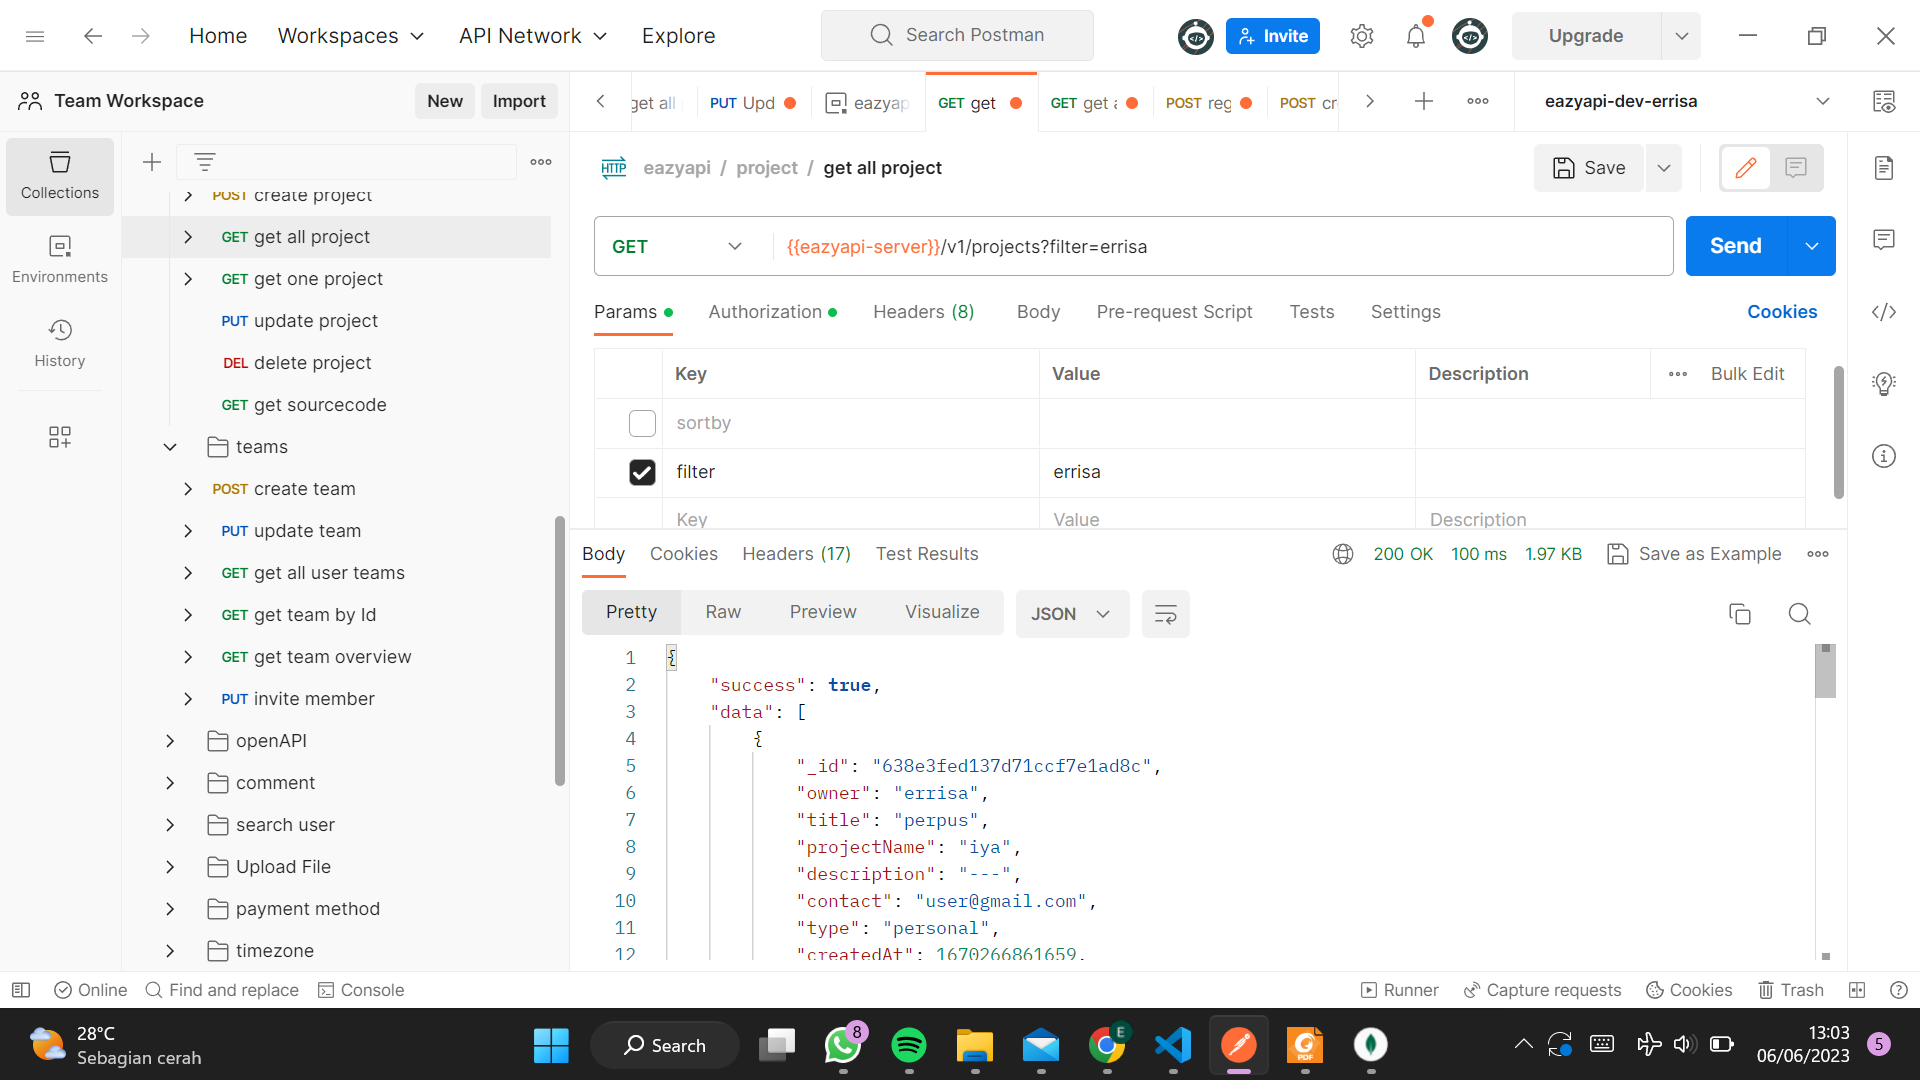 Home
Workspaces
API Network
Explore
Search Postman
Invite
Upgrade
Team Workspace
New
Import
get all
PUT Upd
eazyap
GET get
GET get a
POST reg
POST cr
eazyapi-dev-errisa
Collections
Environments
History
POST create project
GET get all project
GET get one project
PUT update project
DEL delete project
GET get sourcecode
teams
POST create team
PUT update team
GET get all user teams
GET get team by Id
GET get team overview
PUT invite member
openAPI
comment
search user
Upload File
payment method
timezone
HTTP eazyapi / project / get all project
Save
GET
{{eazyapi-server}}/v1/projects?filter=errisa
Send
Params
Authorization
Headers (8)
Body
Pre-request Script
Tests
Settings
Cookies
Key Value Description Bulk Edit
sortby
filter errisa
Key Value Description
Body
Cookies
Headers (17)
Test Results
200 OK
100 ms
1.97 KB
Save as Example
Pretty
Raw
Preview
Visualize
JSON
1 {
2 "success": true,
3 "data": [
4 {
5 "_id": "638e3fed137d71ccf7e1ad8c",
6 "owner": "errisa",
7 "title": "perpus",
8 "projectName": "iya",
9 "description": "---",
10 "contact": "user@gmail.com",
11 "type": "personal",
12 "createdAt": 1670266861659,
Online
Find and replace
Console
Runner
Capture requests
Cookies
Trash
28°C
Sebagian cerah
Search
8
E
PDF
13:03
06/06/2023
5